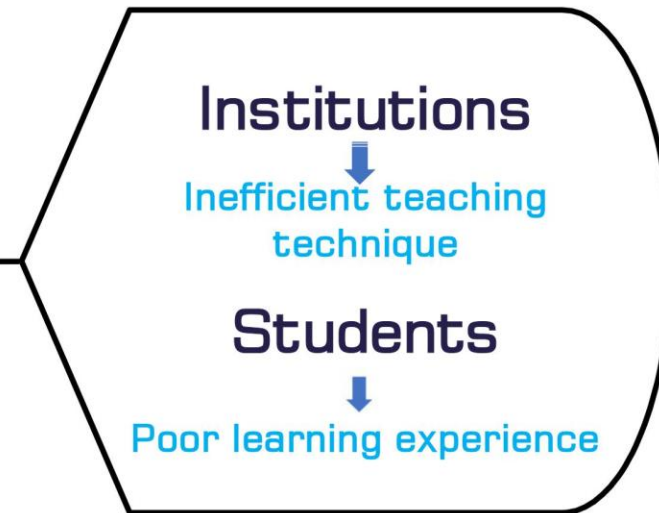 Institutions
Inefficient teaching
technique
Students
Poor learning experience